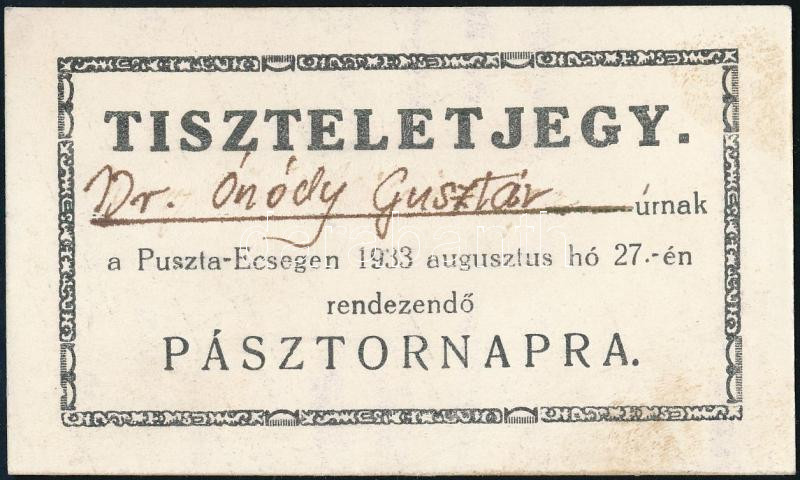 TISZTELETJEGY.
Dr. Ónódy Gusztáv úrnak
a Puszta-Ecsegen 1933 augusztus hó 27.-én
rendezendő
PÁSZTORNAPRA.